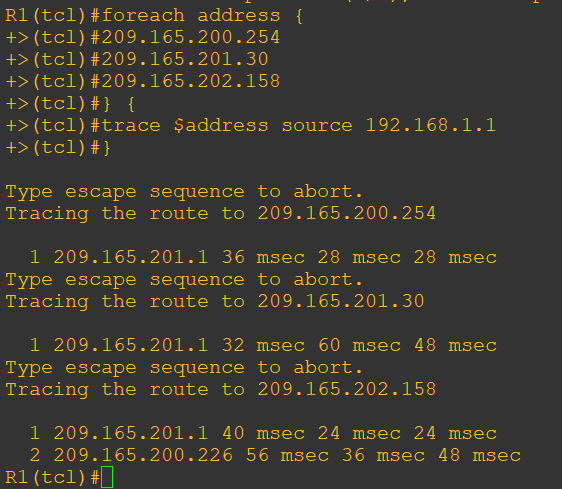 R1(tcl)#foreach address {
+>(tcl)#209.165.200.254
+>(tcl)#209.165.201.30
+>(tcl)#209.165.202.158
+>(tcl)#} {
+>(tcl)#trace $address source 192.168.1.1
+>(tcl)#}
Type escape sequence to abort.
Tracing the route to 209.165.200.254
1 209.165.201.1 36 msec 28 msec 28 msec
Type escape sequence to abort.
Tracing the route to 209.165.201.30
1 209.165.201.1 32 msec 60 msec 48 msec
Type escape sequence to abort.
Tracing the route to 209.165.202.158
1 209.165.201.1 40 msec 24 msec 24 msec
2 209.165.200.226 56 msec 36 msec 48 msec
R1(tcl)#